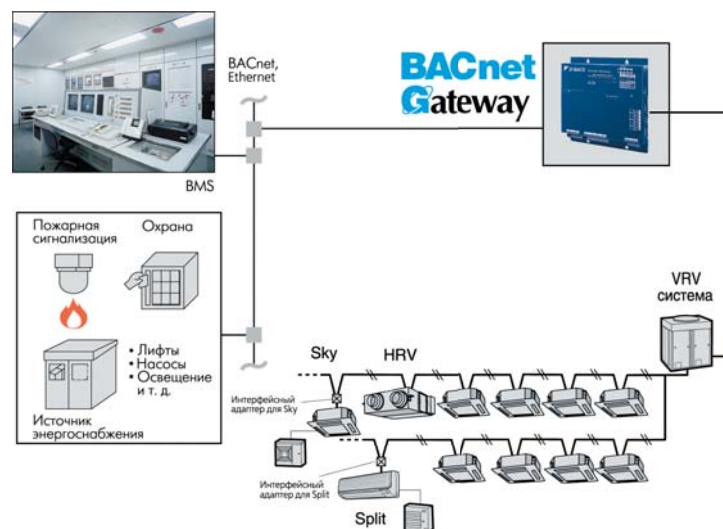 BACnet,
Ethernet
BACnet
Gateway
BMS
Пожарная
сигнализация
Охрана
• Лифты
• Насосы
• Освещение
и т. д.
Источник
энергоснабжения
VRV
система
Sky
HRV
Интерфейсный
адаптер для Sky
Интерфейсный
адаптер для Split
Split